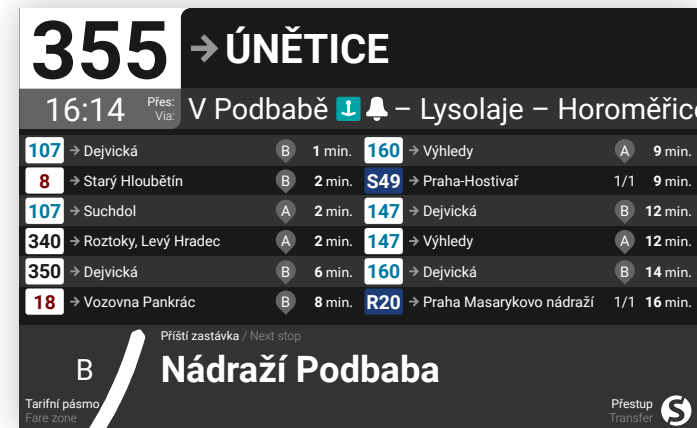 355 → ÚNĚTICE
16:14 Přes: Via: V Podbabě – Lysolaje – Horoměřice
107 → Dejvická B 1 min. 160 → Výhledy A 9 min.
8 → Starý Hloubětín B 2 min. S49 → Praha-Hostivař 1/1 9 min.
107 → Suchdol A 2 min. 147 → Dejvická B 12 min.
340 → Roztoky, Levý Hradec A 2 min. 147 → Výhledy A 12 min.
350 → Dejvická B 6 min. 160 → Dejvická B 14 min.
18 → Vozovna Pankrác B 8 min. R20 → Praha Masarykovo nádraží 1/1 16 min.
Příští zastávka / Next stop
B Nádraží Podbaba
Tarifní pásmo
Fare zone
Přestup
Transfer S